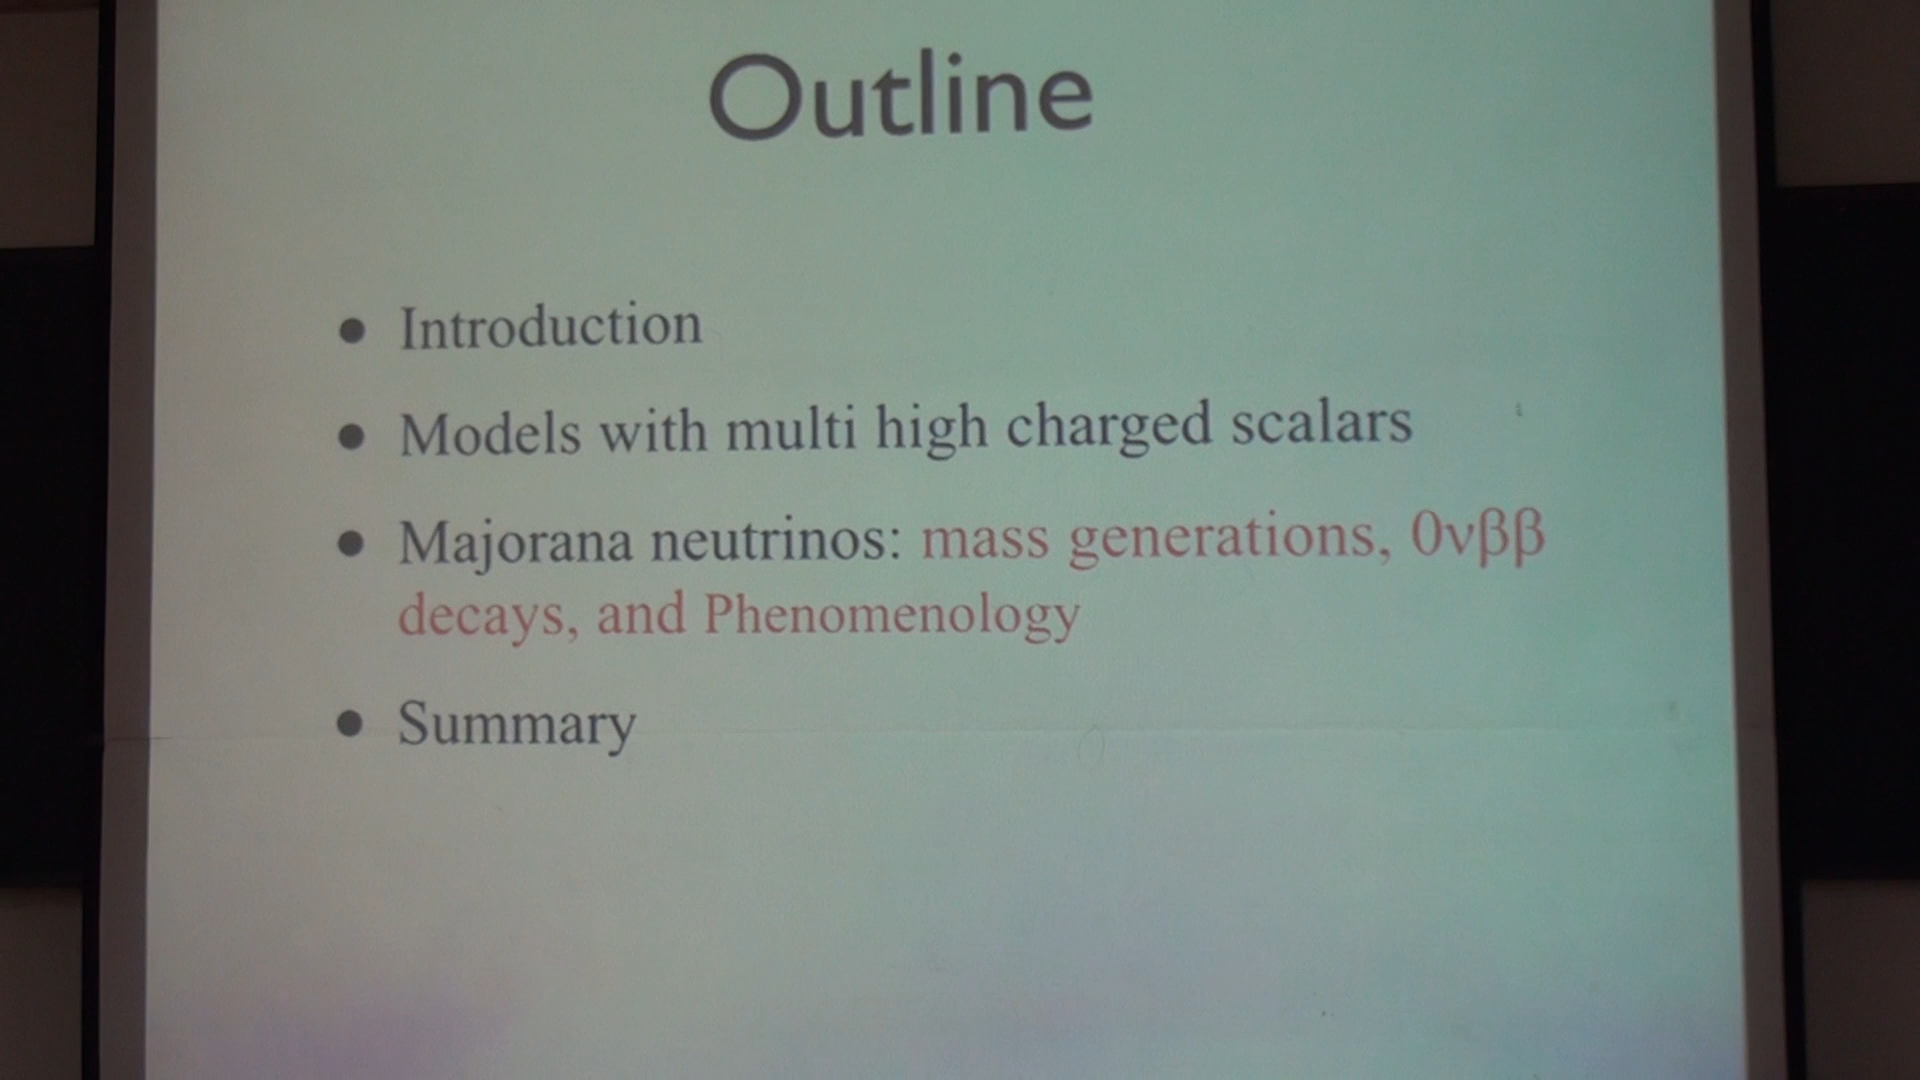 Outline
• Introduction
• Models with multi high charged scalars
• Majorana neutrinos: mass generations, 0νββ
decays, and Phenomenology
• Summary